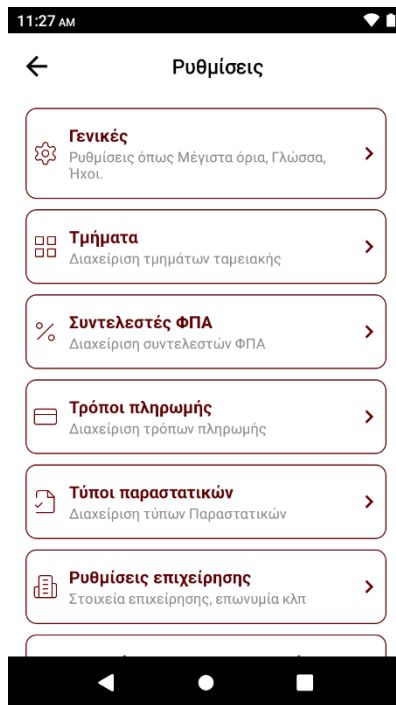 11:27 AM
Ρυθμίσεις
Γενικές
Ρυθμίσεις όπως Μέγιστα όρια, Γλώσσα,
Ήχοι.
Τμήματα
Διαχείριση τμημάτων ταμειακής
Συντελεστές ΦΠΑ
Διαχείριση συντελεστών ΦΠΑ
Τρόποι πληρωμής
Διαχείριση τρόπων πληρωμής
Τύποι παραστατικών
Διαχείριση τύπων Παραστατικών
Ρυθμίσεις επιχείρησης
Στοιχεία επιχείρησης, επωνυμία κλπ